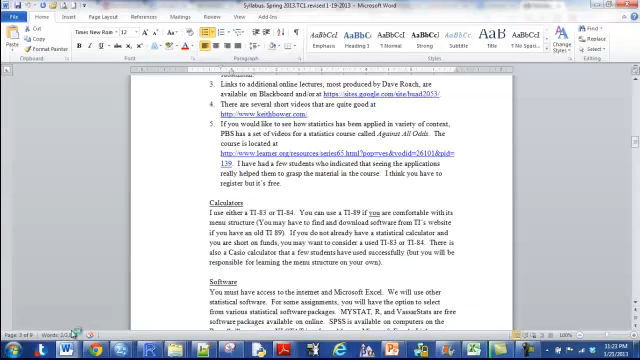 Syllabus. Spring 2013-TC1.revised 1-19-2013 - Microsoft Word
File Home Insert Page Layout References Mailings Review View Add-Ins
Cut
Copy
Format Painter
Paste
Clipboard
Times New Rom 12
Font
Paragraph
AaBbCcI AaBbC AaBbCc AaBbCcI AaB AaBbCcI
Emphasis Heading 1 Strong Subtitle Title
Change Styles
Styles
Find
Replace
Select
Editing
3. Links to additional online lectures, most produced by Dave Roach, are
available on Blackboard and/or at https://sites.google.com/site/buad2053/.
4. There are several short videos that are quite good at
http://www.keithbower.com/.
5. If you would like to see how statistics has been applied in variety of context,
PBS has a set of videos for a statistics course called Against All Odds. The
course is located at
http://www.learner.org/resources/series65.html?pop=yes&vodid=26101&pid=
139. I have had a few students who indicated that seeing the applications
really helped them to grasp the material in the course. I think you have to
register but it's free.
Calculators
I use either a TI-83 or TI-84. You can use a TI-89 if you are comfortable with its
menu structure (You may have to find and download software from TI's website
if you have an old TI 89). If you do not already have a statistical calculator and
you are short on funds, you may want to consider a used TI-83 or TI-84. There is
also a Casio calculator that a few students have used successfully (but you will be
responsible for learning the menu structure on your own).
Software
You must have access to the internet and Microsoft Excel. We will use other
statistical software. For some assignments, you will have the option to select
from various statistical software packages. MYSTAT, R, and VassarStats are free
software packages available online. SPSS is available on computers on the
Page: 3 of 9
100%
11:23 PM
1/21/2013